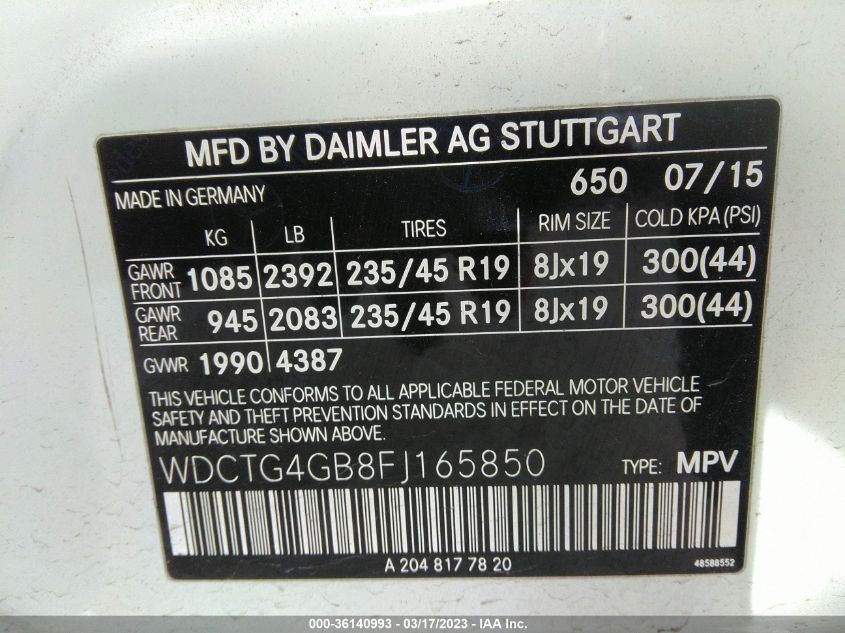 MFD BY DAIMLER AG STUTTGART
MADE IN GERMANY 650 07/15
KG LB TIRES RIM SIZE COLD KPA (PSI)
GAWR FRONT 1085 2392 235/45 R19 8Jx19 300(44)
GAWR REAR 945 2083 235/45 R19 8Jx19 300(44)
GVWR 1990 4387
THIS VEHICLE CONFORMS TO ALL APPLICABLE FEDERAL MOTOR VEHICLE
SAFETY AND THEFT PREVENTION STANDARDS IN EFFECT ON THE DATE OF
MANUFACTURE SHOWN ABOVE.
WDCTG4GB8FJ165850 TYPE: MPV
A 204 817 78 20 48588552
000-36140993 - 03/17/2023 - IAA Inc.